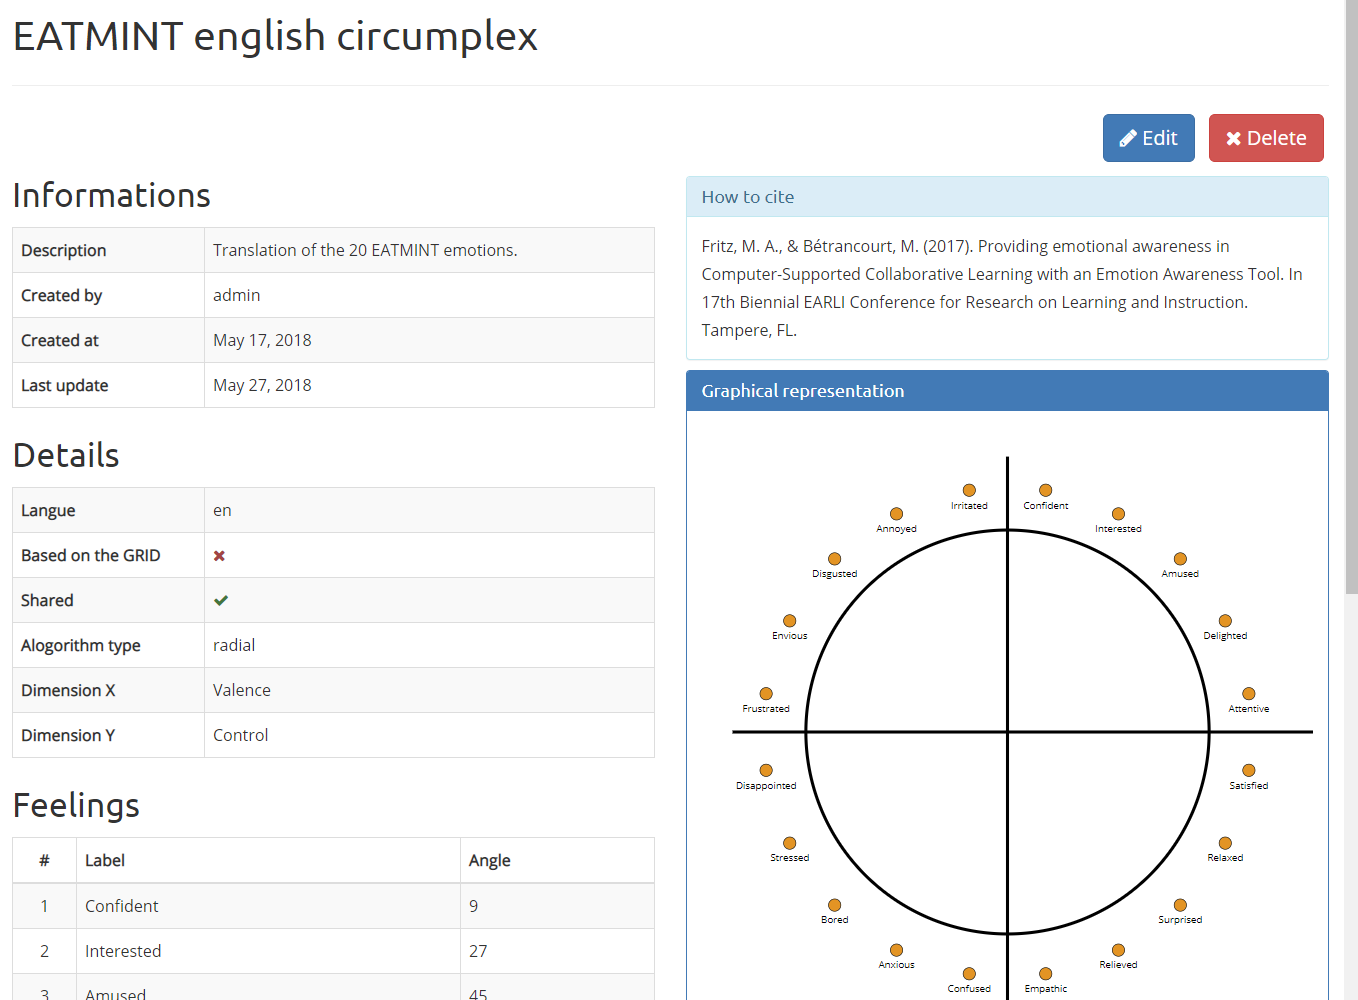 EATMINT english circumplex
Edit
Delete
Informations
Description Translation of the 20 EATMINT emotions.
Created by admin
Created at May 17, 2018
Last update May 27, 2018
Details
Langue en
Based on the GRID
Shared
Alogorithm type radial
Dimension X Valence
Dimension Y Control
Feelings
# Label Angle
1 Confident 9
2 Interested 27
3 Amused 45
How to cite
Fritz, M. A., & Bétrancourt, M. (2017). Providing emotional awareness in
Computer-Supported Collaborative Learning with an Emotion Awareness Tool. In
17th Biennial EARLI Conference for Research on Learning and Instruction.
Tampere, FL.
Graphical representation
Irritated Confident
Annoyed Interested
Disgusted Amused
Envious Delighted
Frustrated Attentive
Disappointed Satisfied
Stressed Relaxed
Bored Surprised
Anxious Relieved
Confused Empathic